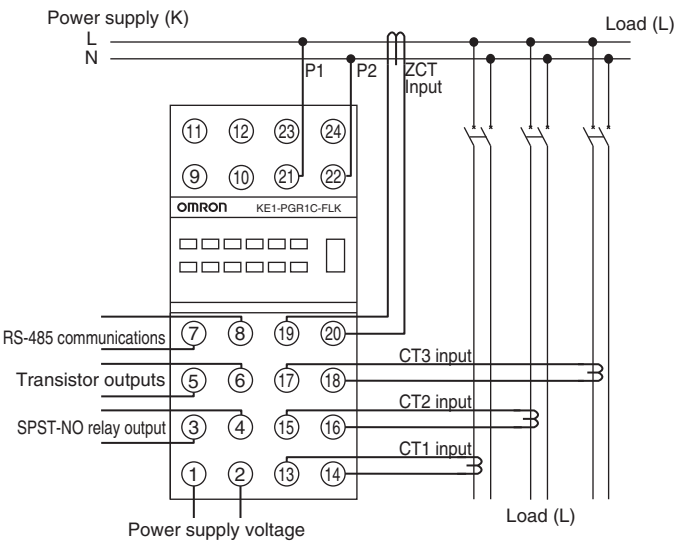 Power supply (K)
Load (L)
L
N
P1
P2
ZCT
Input
11 12 23 24
9 10 21 22
OMRON KE1-PGR1C-FLK
7 8 19 20
RS-485 communications
CT3 input
5 6 17 18
Transistor outputs
CT2 input
3 4 15 16
SPST-NO relay output
CT1 input
1 2 13 14
Load (L)
Power supply voltage